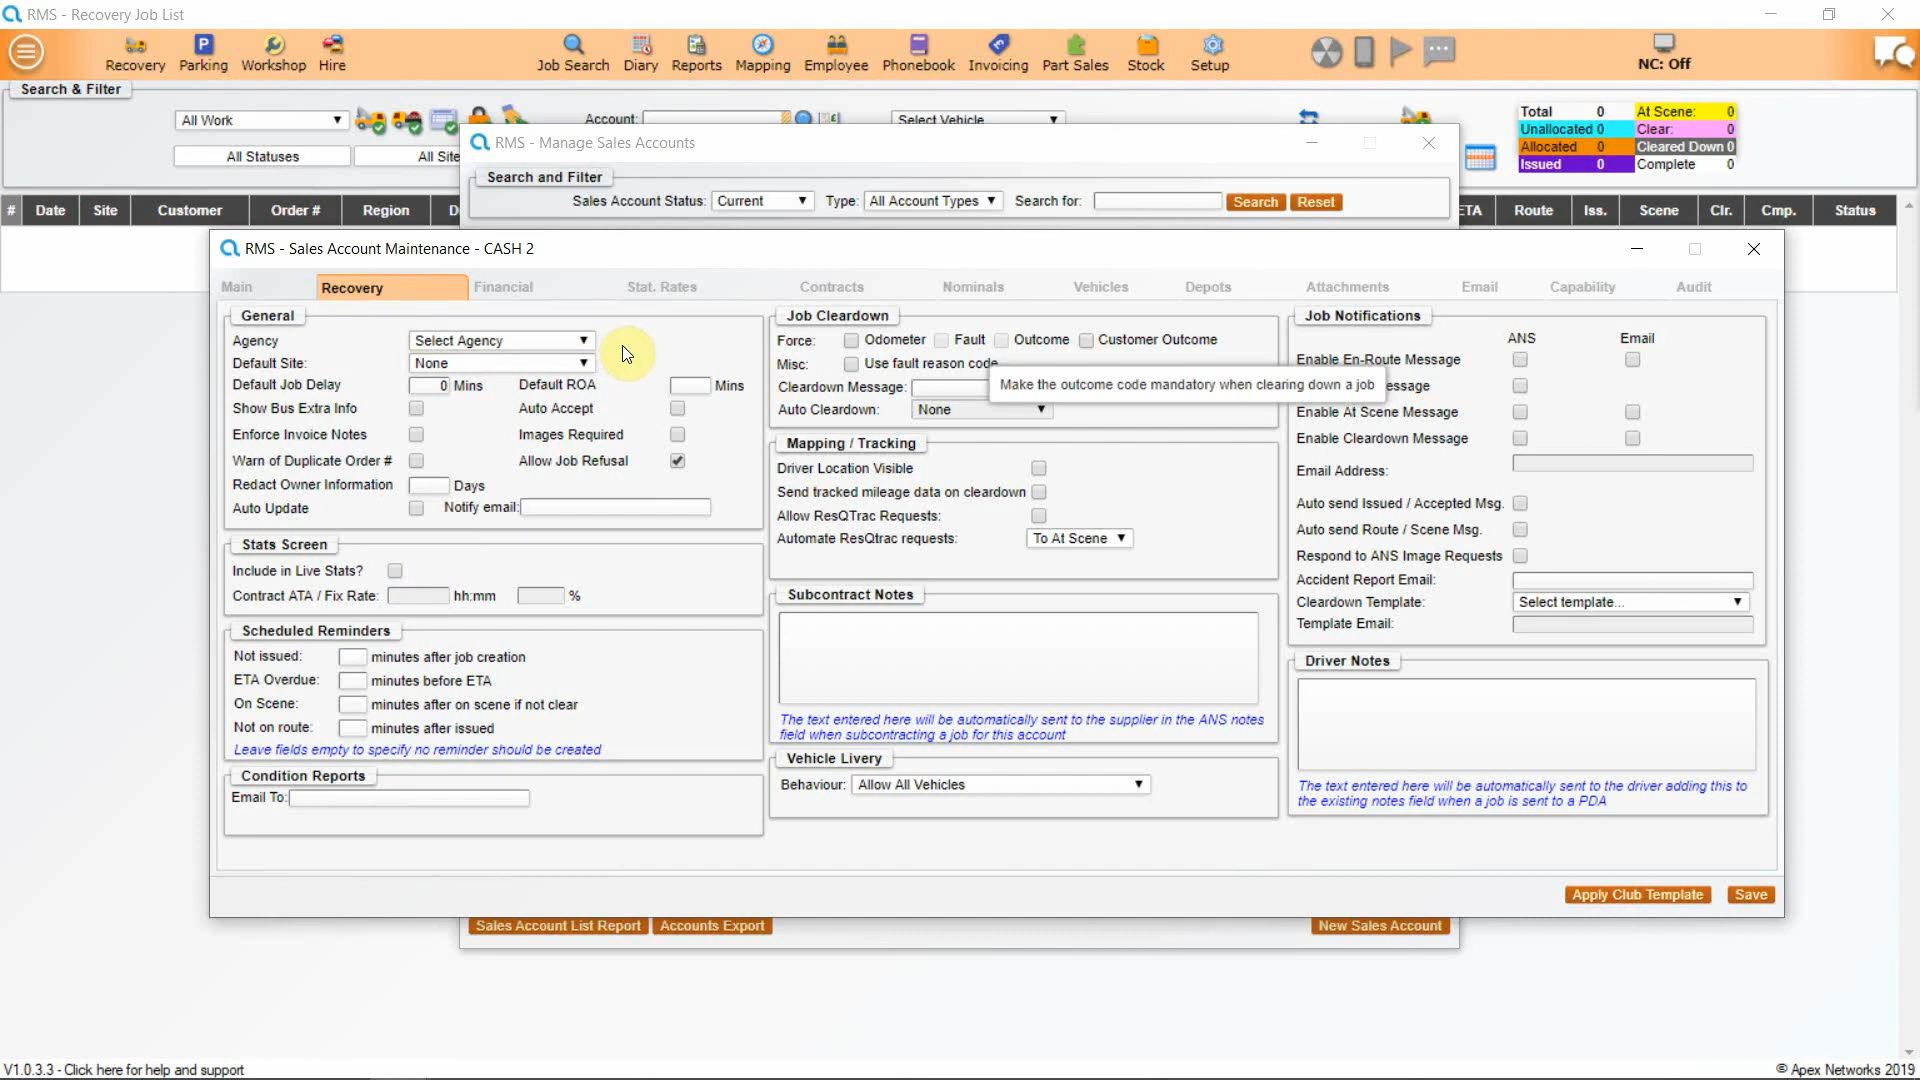 RMS - Recovery Job List
Recovery Parking Workshop Hire Job Search Diary Reports Mapping Employee Phonebook Invoicing Part Sales Stock Setup NC: Off
Search & Filter
All Work Account: Select Vehicle
All Statuses
Total 0 At Scene: 0
Unallocated 0 Clear: 0
Allocated 0 Cleared Down 0
Issued 0 Complete 0
# Date Site Customer Order # Region Route Iss. Scene Clr. Cmp. Status
RMS - Manage Sales Accounts
Search and Filter
Sales Account Status: Current Type: All Account Types Search for: Search Reset
RMS - Sales Account Maintenance - CASH 2
Main Recovery Financial Stat. Rates Contracts Nominals Vehicles Depots Attachments Email Capability Audit
General
Agency Select Agency
Default Site: None
Default Job Delay 0 Mins Default ROA Mins
Show Bus Extra Info Auto Accept
Enforce Invoice Notes Images Required
Warn of Duplicate Order # Allow Job Refusal
Redact Owner Information Days
Auto Update Notify email:
Stats Screen
Include in Live Stats?
Contract ATA / Fix Rate: hh:mm %
Scheduled Reminders
Not issued: minutes after job creation
ETA Overdue: minutes before ETA
On Scene: minutes after on scene if not clear
Not on route: minutes after issued
Leave fields empty to specify no reminder should be created
Condition Reports
Email To:
Job Cleardown
Force: Odometer Fault Outcome Customer Outcome
Misc: Use fault reason code
Cleardown Message:
Make the outcome code mandatory when clearing down a job
Auto Cleardown: None
Mapping / Tracking
Driver Location Visible
Send tracked mileage data on cleardown
Allow ResQTrac Requests:
Automate ResQtrac requests: To At Scene
Subcontract Notes
The text entered here will be automatically sent to the supplier in the ANS notes
field when subcontracting a job for this account
Vehicle Livery
Behaviour: Allow All Vehicles
Job Notifications
ANS Email
Enable En-Route Message
Enable At Scene Message
Enable Cleardown Message
Email Address:
Auto send Issued / Accepted Msg.
Auto send Route / Scene Msg.
Respond to ANS Image Requests
Accident Report Email:
Cleardown Template: Select template...
Template Email:
Driver Notes
The text entered here will be automatically sent to the driver adding this to
the existing notes field when a job is sent to a PDA
Apply Club Template Save
Sales Account List Report Accounts Export New Sales Account
V1.0.3.3 - Click here for help and support
© Apex Networks 2019